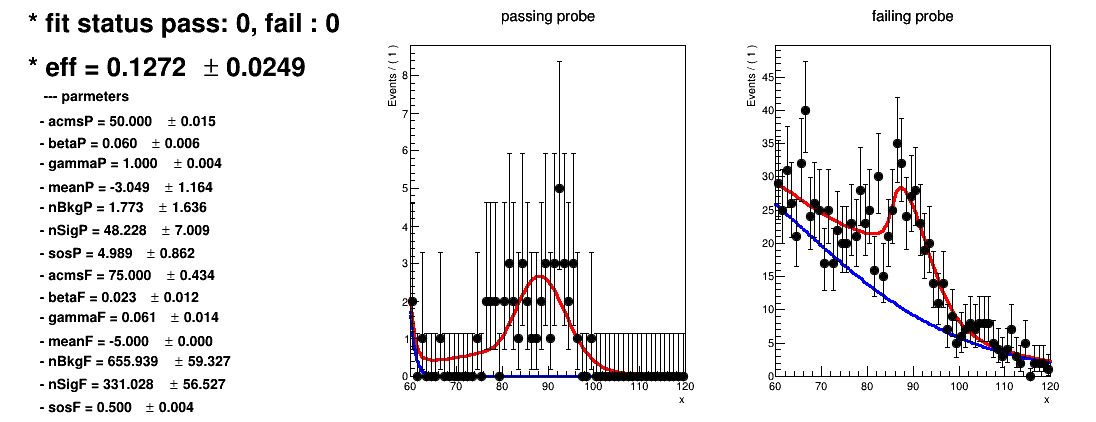 * fit status pass: 0, fail : 0
* eff = 0.1272 ± 0.0249
--- parmeters
- acmsP = 50.000 ± 0.015
- betaP = 0.060 ± 0.006
- gammaP = 1.000 ± 0.004
- meanP = -3.049 ± 1.164
- nBkgP = 1.773 ± 1.636
- nSigP = 48.228 ± 7.009
- sosP = 4.989 ± 0.862
- acmsF = 75.000 ± 0.434
- betaF = 0.023 ± 0.012
- gammaF = 0.061 ± 0.014
- meanF = -5.000 ± 0.000
- nBkgF = 655.939 ± 59.327
- nSigF = 331.028 ± 56.527
- sosF = 0.500 ± 0.004
passing probe
Events / ( 1 )
8
7
6
5
4
3
2
1
0
60 70 80 90 100 110 120
x
failing probe
Events / ( 1 )
45
40
35
30
25
20
15
10
5
0
60 70 80 90 100 110 120
x